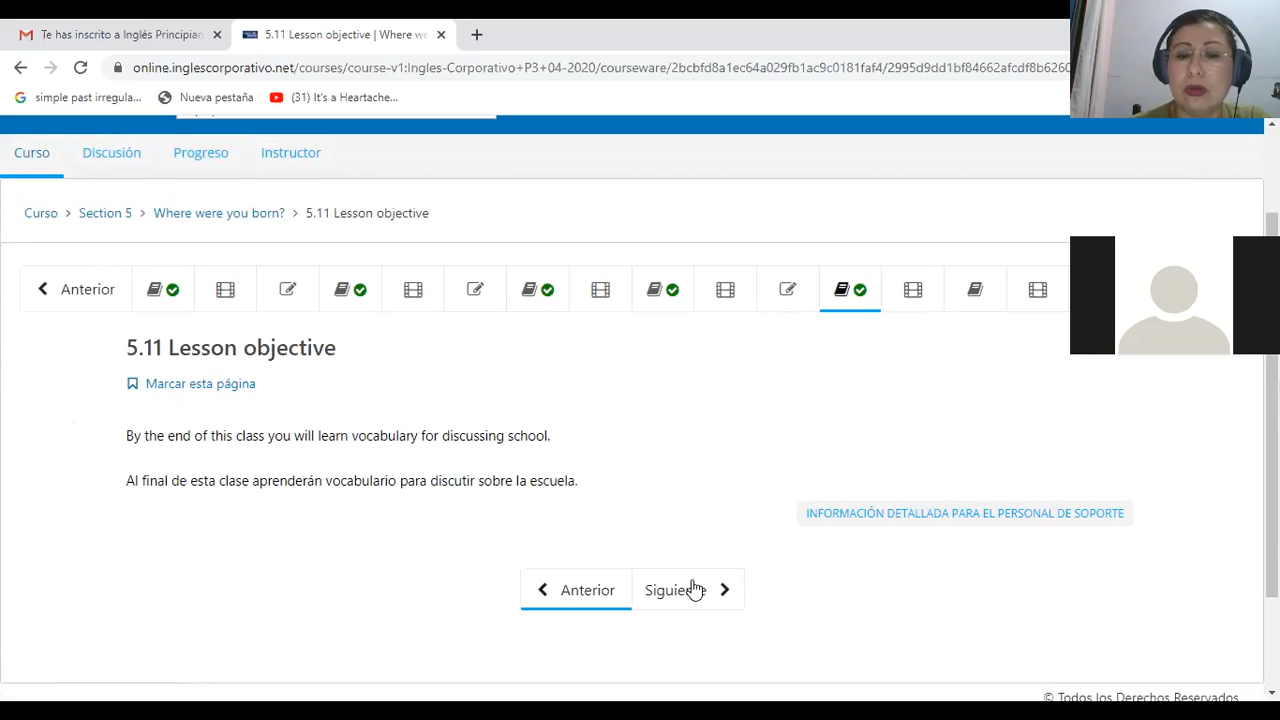 Te has inscrito a Inglés Principian
5.11 Lesson objective | Where we
online.inglescorporativo.net/courses/course-v1:Ingles-Corporativo+P3+04-2020/courseware/2bcbfd8a1ec64a029fb1ac9c0181faf4/2995d9dd1bf84662afcdf8b6260
simple past irregula...
Nueva pestaña
(31) It's a Heartache...
Curso
Discusión
Progreso
Instructor
Curso > Section 5 > Where were you born? > 5.11 Lesson objective
Anterior
5.11 Lesson objective
Marcar esta página
By the end of this class you will learn vocabulary for discussing school.
Al final de esta clase aprenderán vocabulario para discutir sobre la escuela.
INFORMACIÓN DETALLADA PARA EL PERSONAL DE SOPORTE
Anterior
Siguiente
© Todos los Derechos Reservados